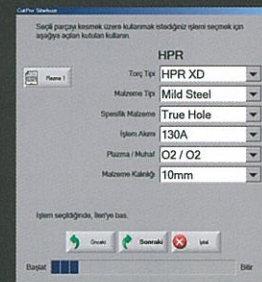 CutPro Sihirbazı
Seçili parçayı kesmek üzere kullanmak istadiğiniz işlemi seçmek için
aşağıya açılan kutuları kullanın.
HPR
Plazma 1
Torç Tipi HPR XD
Malzeme Tipi Mild Steel
Spesifik Malzeme True Hole
İşlem Akımı 130A
Plazma / Muhaf. O2 / O2
Malzeme Kalınlığı 10mm
İşlem seçildiğinde, İleri'ye bas.
Önceki Sonraki İptal
Başlat Bitir